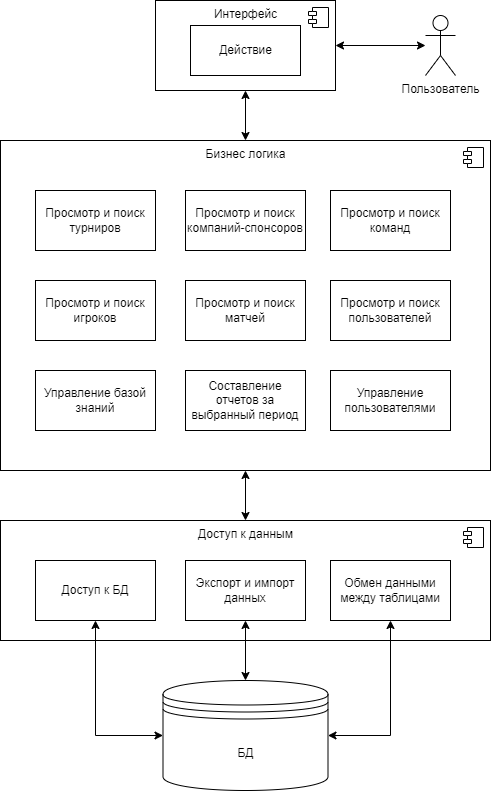 Интерфейс
Действие
Пользователь
Бизнес логика
Просмотр и поиск
турниров
Просмотр и поиск
компаний-спонсоров
Просмотр и поиск
команд
Просмотр и поиск
игроков
Просмотр и поиск
матчей
Просмотр и поиск
пользователей
Управление базой
знаний
Составление
отчетов за
выбранный период
Управление
пользователями
Доступ к данным
Доступ к БД
Экспорт и импорт
данных
Обмен данными
между таблицами
БД